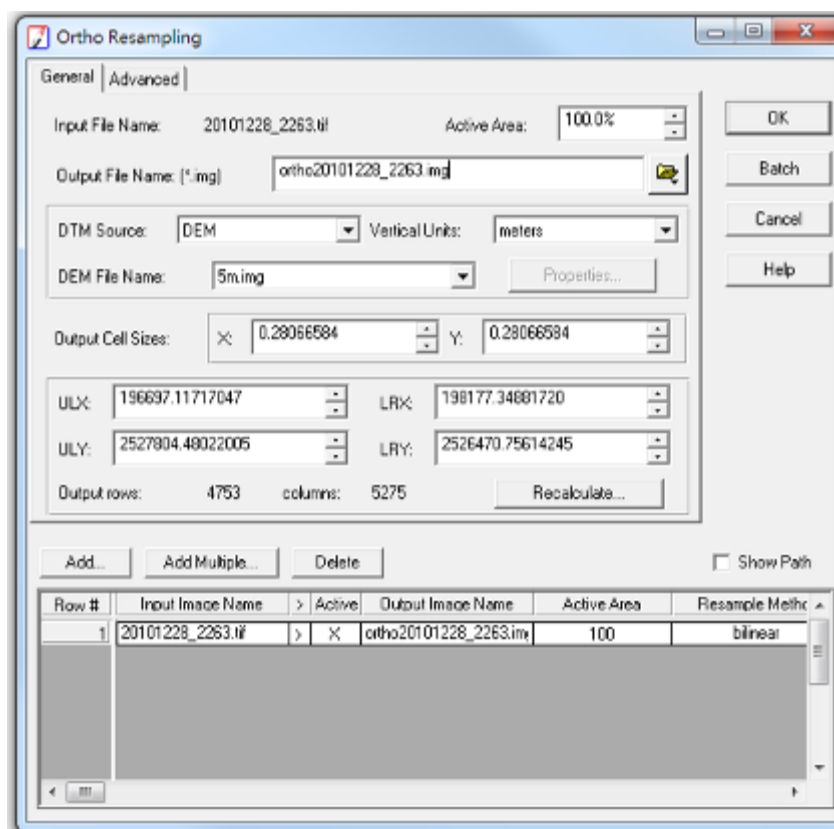 Ortho Resampling
General Advanced
Input File Name: 20101228_2263.tif Active Area: 100.0%
Output File Name: (*.img) ortho20101228_2263.img
DTM Source: DEM Vertical Units: meters
DEM File Name: 5m.img Properties...
Output Cell Sizes: X: 0.28066584 Y: 0.28066584
ULX: 196697.11717047 LRX: 198177.34881720
ULY: 2527804.48022005 LRY: 2526470.75614245
Output rows: 4753 columns: 5275 Recalculate...
OK
Batch
Cancel
Help
Add... Add Multiple... Delete Show Path
Row # Input Image Name > Active Output Image Name Active Area Resample Metho
1 20101228_2263.tif > X ortho20101228_2263.img 100 bilinear